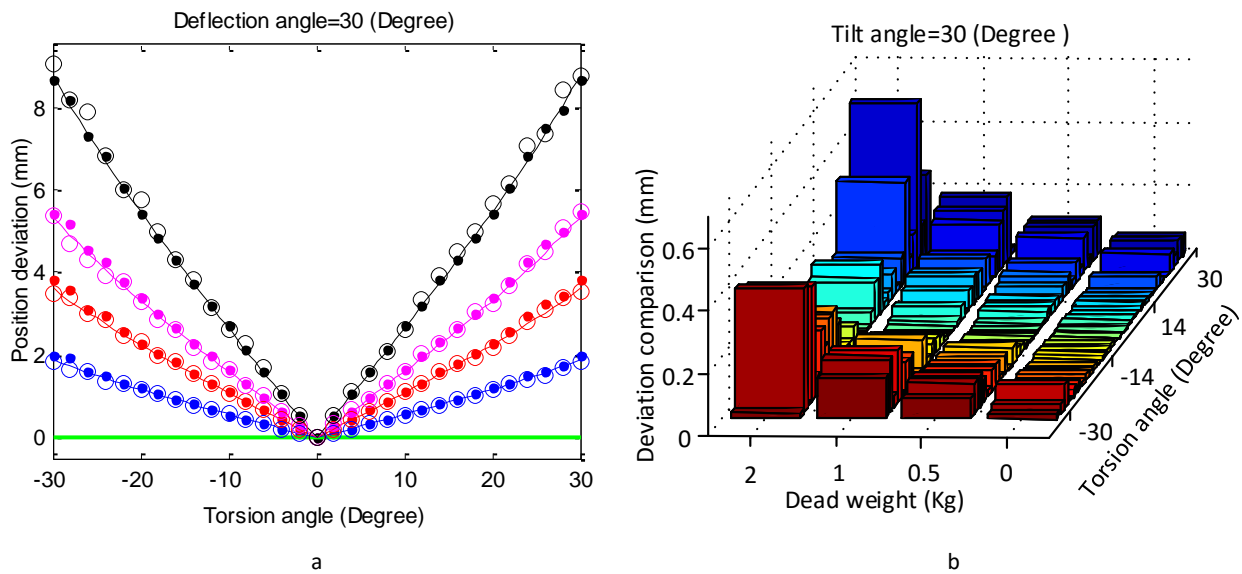 Deflection angle=30 (Degree)
Position deviation (mm)
8
6
4
2
0
-30
-20
-10
0
10
20
30
Torsion angle (Degree)
a
Tilt angle=30 (Degree )
Deviation comparison (mm)
0.6
0.4
0.2
0
2
1
0.5
0
Dead weight (Kg)
30
14
-14
-30
Torsion angle (Degree)
b